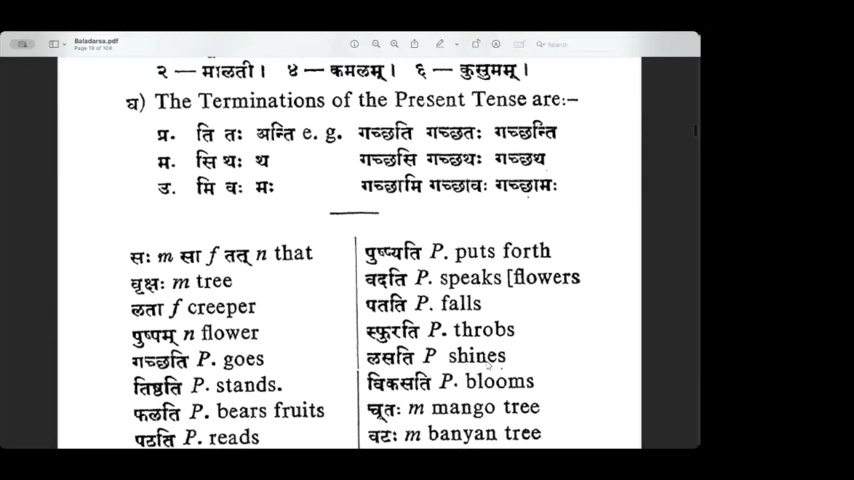 Baladarsa.pdf
Page 19 of 104
Search
२ — मालती। ४ — कमलम्। ६ — कुसुमम्।
घ) The Terminations of the Present Tense are:-
प्र. ति तः अन्ति e. g. गच्छति गच्छतः गच्छन्ति
म. सि थः थ गच्छसि गच्छथः गच्छथ
उ. मि वः मः गच्छामि गच्छावः गच्छामः
सः m सा f तत् n that
वृक्षः m tree
लता f creeper
पुष्पम् n flower
गच्छति P. goes
तिष्ठति P. stands.
फलति P. bears fruits
पठति P. reads
पुष्प्यति P. puts forth
वदति P. speaks [flowers
पतति P. falls
स्फुरति P. throbs
लसति P shines
विकसति P. blooms
चूतः m mango tree
वटः m banyan tree